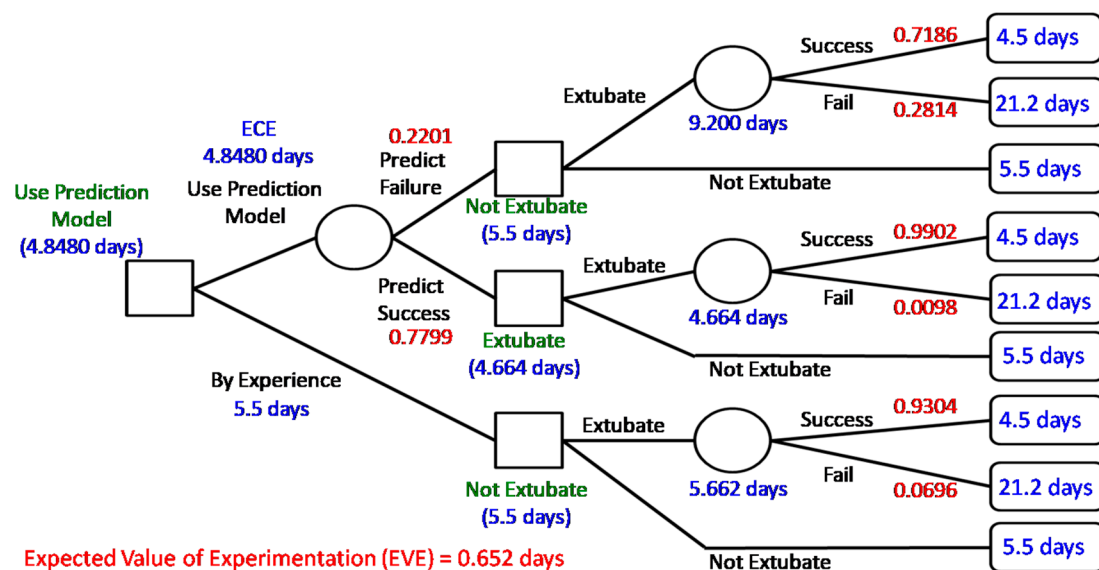 Success
0.7186
4.5 days
Extubate
Fail
0.2814
21.2 days
9.200 days
ECE
4.8480 days
0.2201
Predict
Failure
Not Extubate
5.5 days
Use Prediction
Model
(4.8480 days)
Use Prediction
Model
Not Extubate
(5.5 days)
Success
0.9902
4.5 days
Extubate
Predict
Success
0.7799
Fail
0.0098
21.2 days
4.664 days
Extubate
(4.664 days)
Not Extubate
5.5 days
By Experience
5.5 days
Success
0.9304
4.5 days
Extubate
Fail
0.0696
21.2 days
5.662 days
Not Extubate
(5.5 days)
Not Extubate
5.5 days
Expected Value of Experimentation (EVE) = 0.652 days